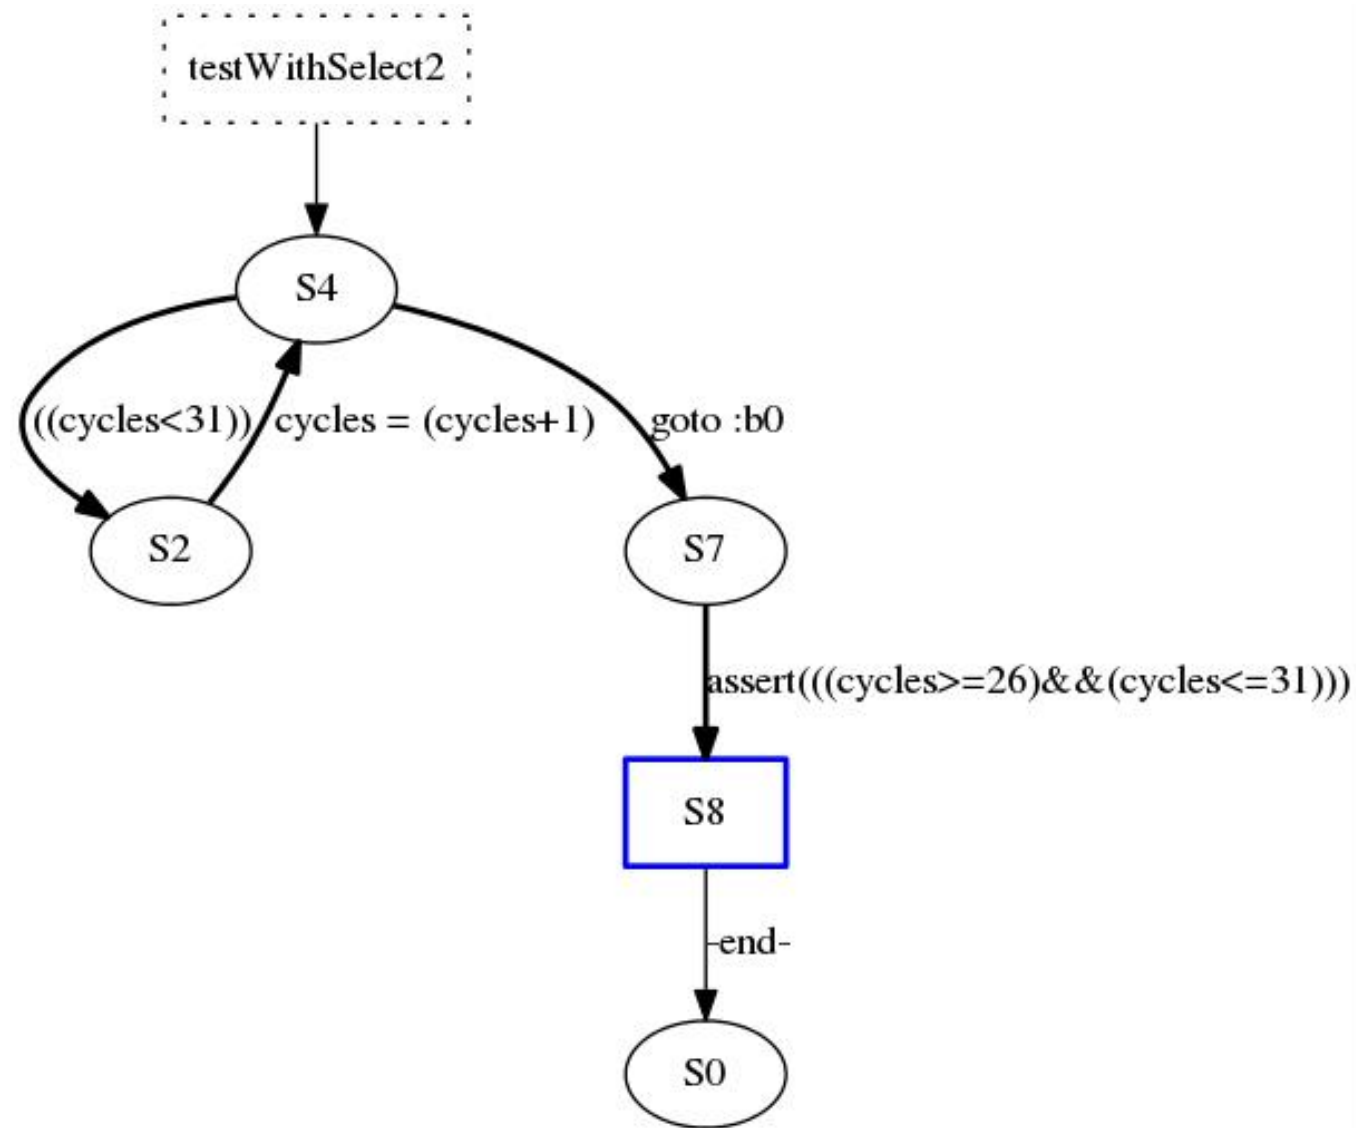 testWithSelect2
S4
((cycles<31))
cycles = (cycles+1)
goto :b0
S2
S7
assert(((cycles>=26)&&(cycles<=31)))
S8
-end-
S0